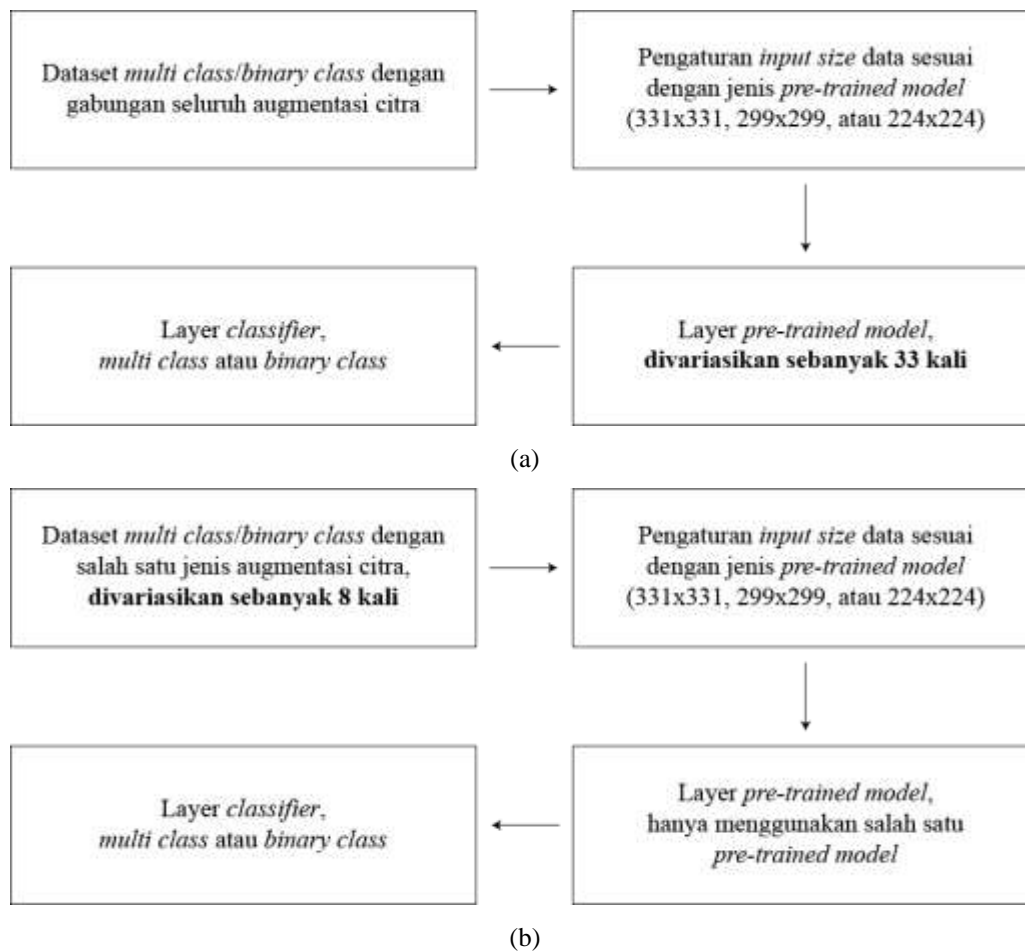 Dataset multi class/binary class dengan
gabungan seluruh augmentasi citra
Pengaturan input size data sesuai
dengan jenis pre-trained model
(331x331, 299x299, atau 224x224)
Layer classifier,
multi class atau binary class
Layer pre-trained model,
divariasikan sebanyak 33 kali
(a)
Dataset multi class/binary class dengan
salah satu jenis augmentasi citra,
divariasikan sebanyak 8 kali
Pengaturan input size data sesuai
dengan jenis pre-trained model
(331x331, 299x299, atau 224x224)
Layer classifier,
multi class atau binary class
Layer pre-trained model,
hanya menggunakan salah satu
pre-trained model
(b)